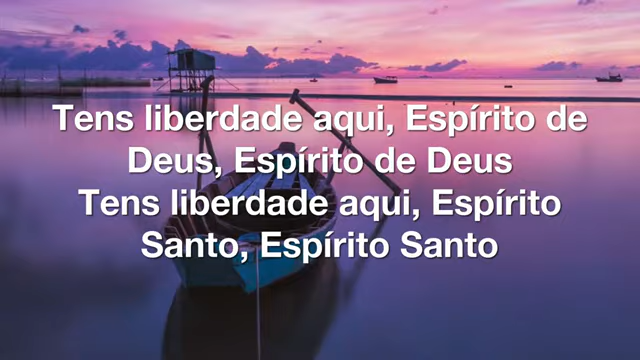 Tens liberdade aqui, Espírito de
Deus, Espírito de Deus
Tens liberdade aqui, Espírito
Santo, Espírito Santo